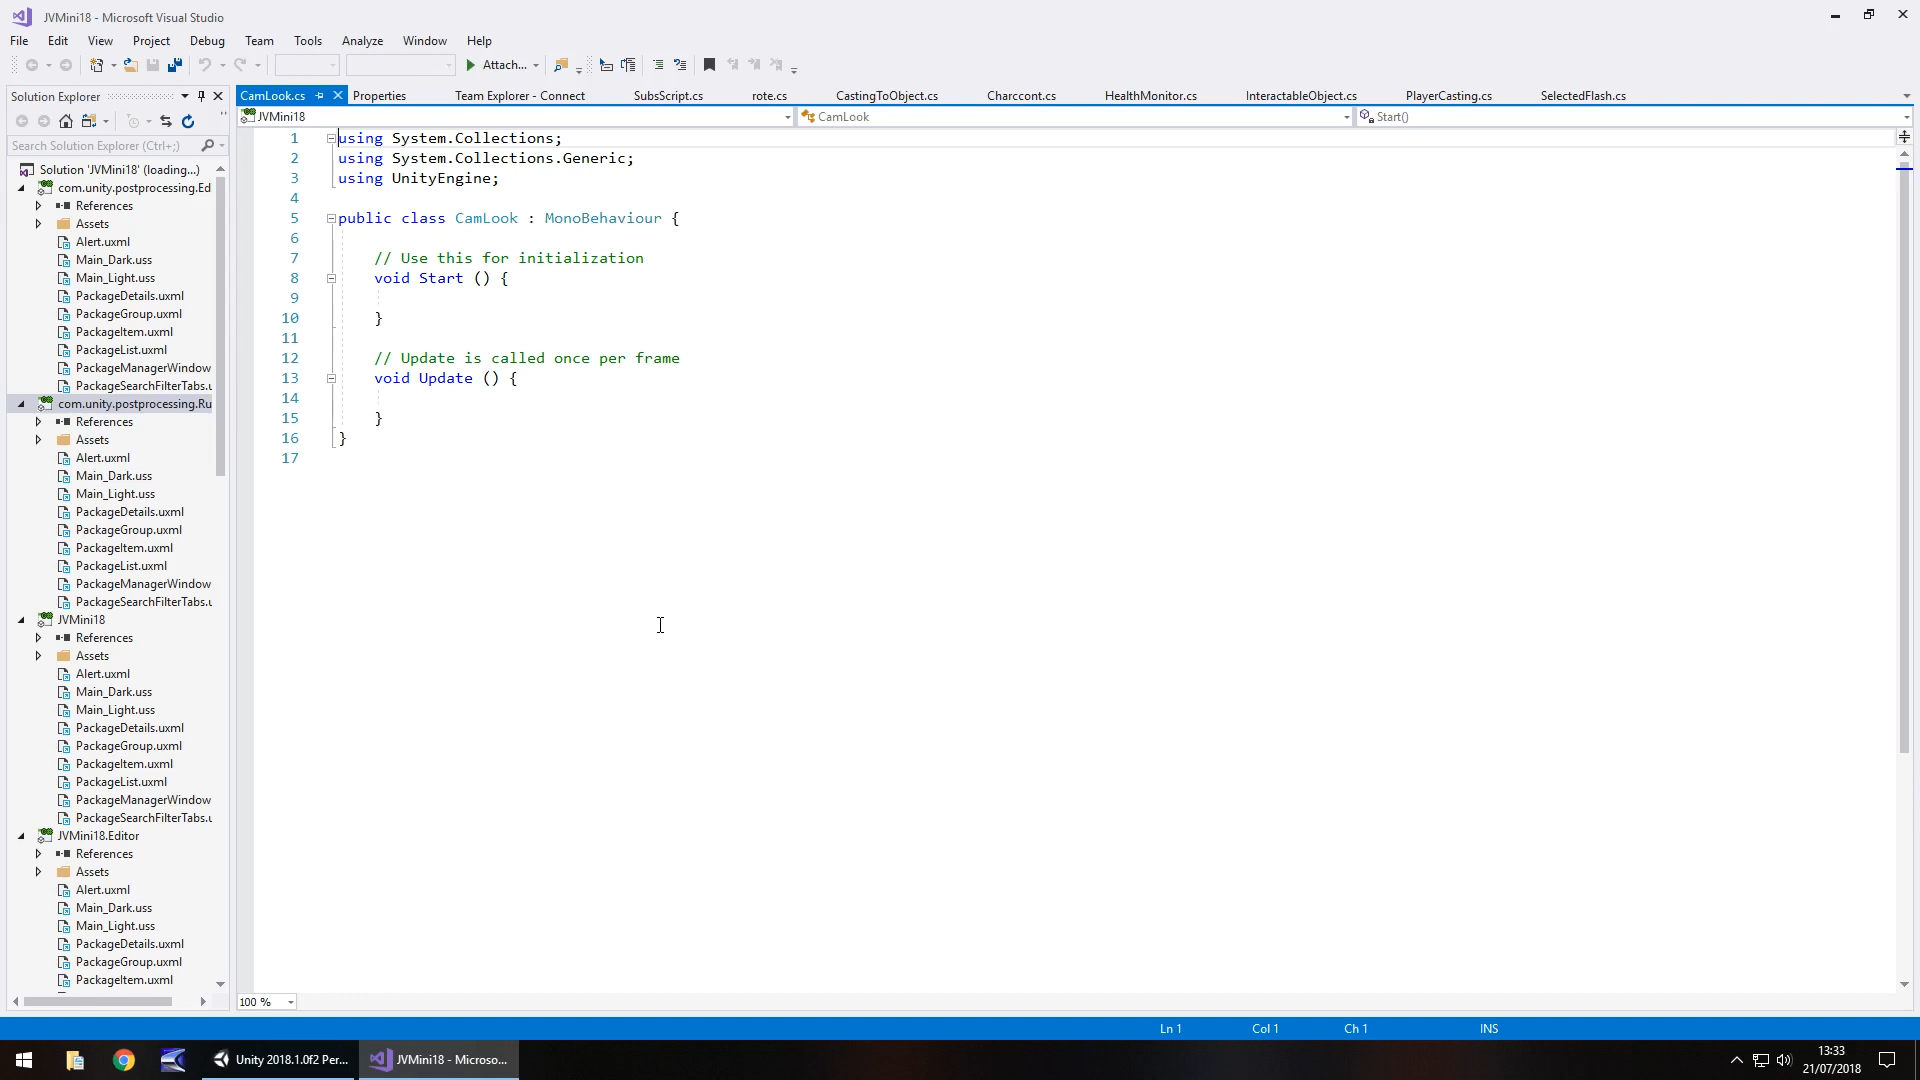 JVMini18 - Microsoft Visual Studio
File Edit View Project Debug Team Tools Analyze Window Help
Attach...
Solution Explorer
CamLook.cs Properties Team Explorer - Connect SubsScript.cs rote.cs CastingToObject.cs Charccont.cs HealthMonitor.cs InteractableObject.cs PlayerCasting.cs SelectedFlash.cs
JVMini18 CamLook Start()
Search Solution Explorer (Ctrl+;)
Solution 'JVMini18' (loading...)
com.unity.postprocessing.Ed
References
Assets
Alert.uxml
Main_Dark.uss
Main_Light.uss
PackageDetails.uxml
PackageGroup.uxml
PackageItem.uxml
PackageList.uxml
PackageManagerWindow
PackageSearchFilterTabs.u
com.unity.postprocessing.Ru
References
Assets
Alert.uxml
Main_Dark.uss
Main_Light.uss
PackageDetails.uxml
PackageGroup.uxml
PackageItem.uxml
PackageList.uxml
PackageManagerWindow
PackageSearchFilterTabs.u
JVMini18
References
Assets
Alert.uxml
Main_Dark.uss
Main_Light.uss
PackageDetails.uxml
PackageGroup.uxml
PackageItem.uxml
PackageList.uxml
PackageManagerWindow
PackageSearchFilterTabs.u
JVMini18.Editor
References
Assets
Alert.uxml
Main_Dark.uss
Main_Light.uss
PackageDetails.uxml
PackageGroup.uxml
PackageItem.uxml
1 using System.Collections;
2 using System.Collections.Generic;
3 using UnityEngine;
4
5 public class CamLook : MonoBehaviour {
6
7 // Use this for initialization
8 void Start () {
9
10 }
11
12 // Update is called once per frame
13 void Update () {
14
15 }
16 }
17
100 %
Ln 1 Col 1 Ch 1 INS
Unity 2018.1.0f2 Per... JVMini18 - Microso...
13:33
21/07/2018